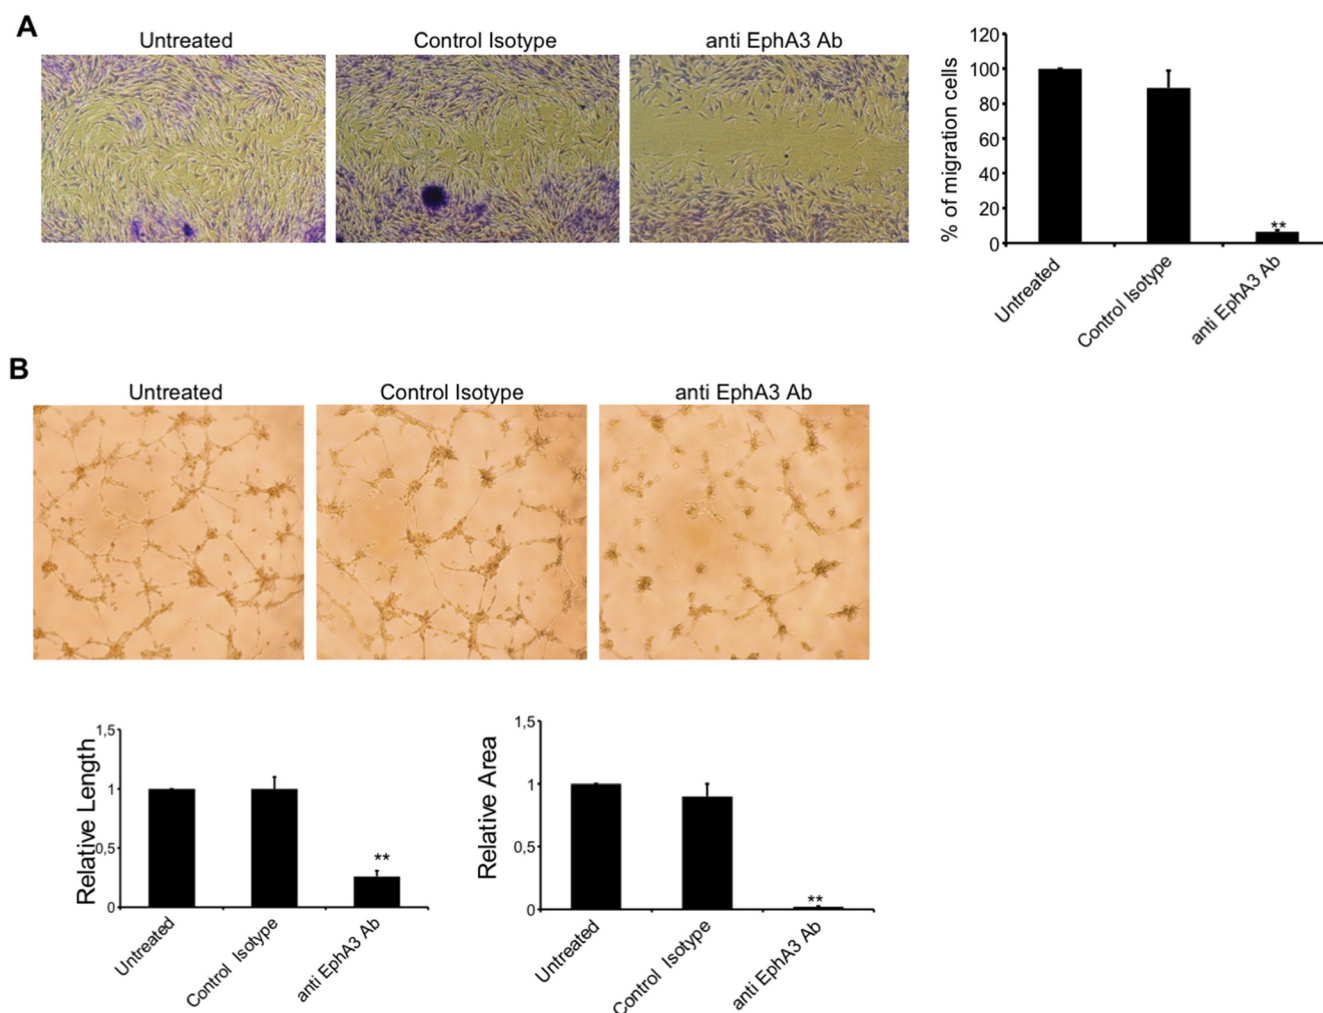 A
Untreated
Control Isotype
anti EphA3 Ab
% of migration cells
120
100
80
60
40
20
0
**
Untreated
Control Isotype
anti EphA3 Ab
B
Untreated
Control Isotype
anti EphA3 Ab
Relative Length
1,5
1
0,5
0
**
Untreated
Control Isotype
anti EphA3 Ab
Relative Area
1,5
1
0,5
0
**
Untreated
Control Isotype
anti EphA3 Ab